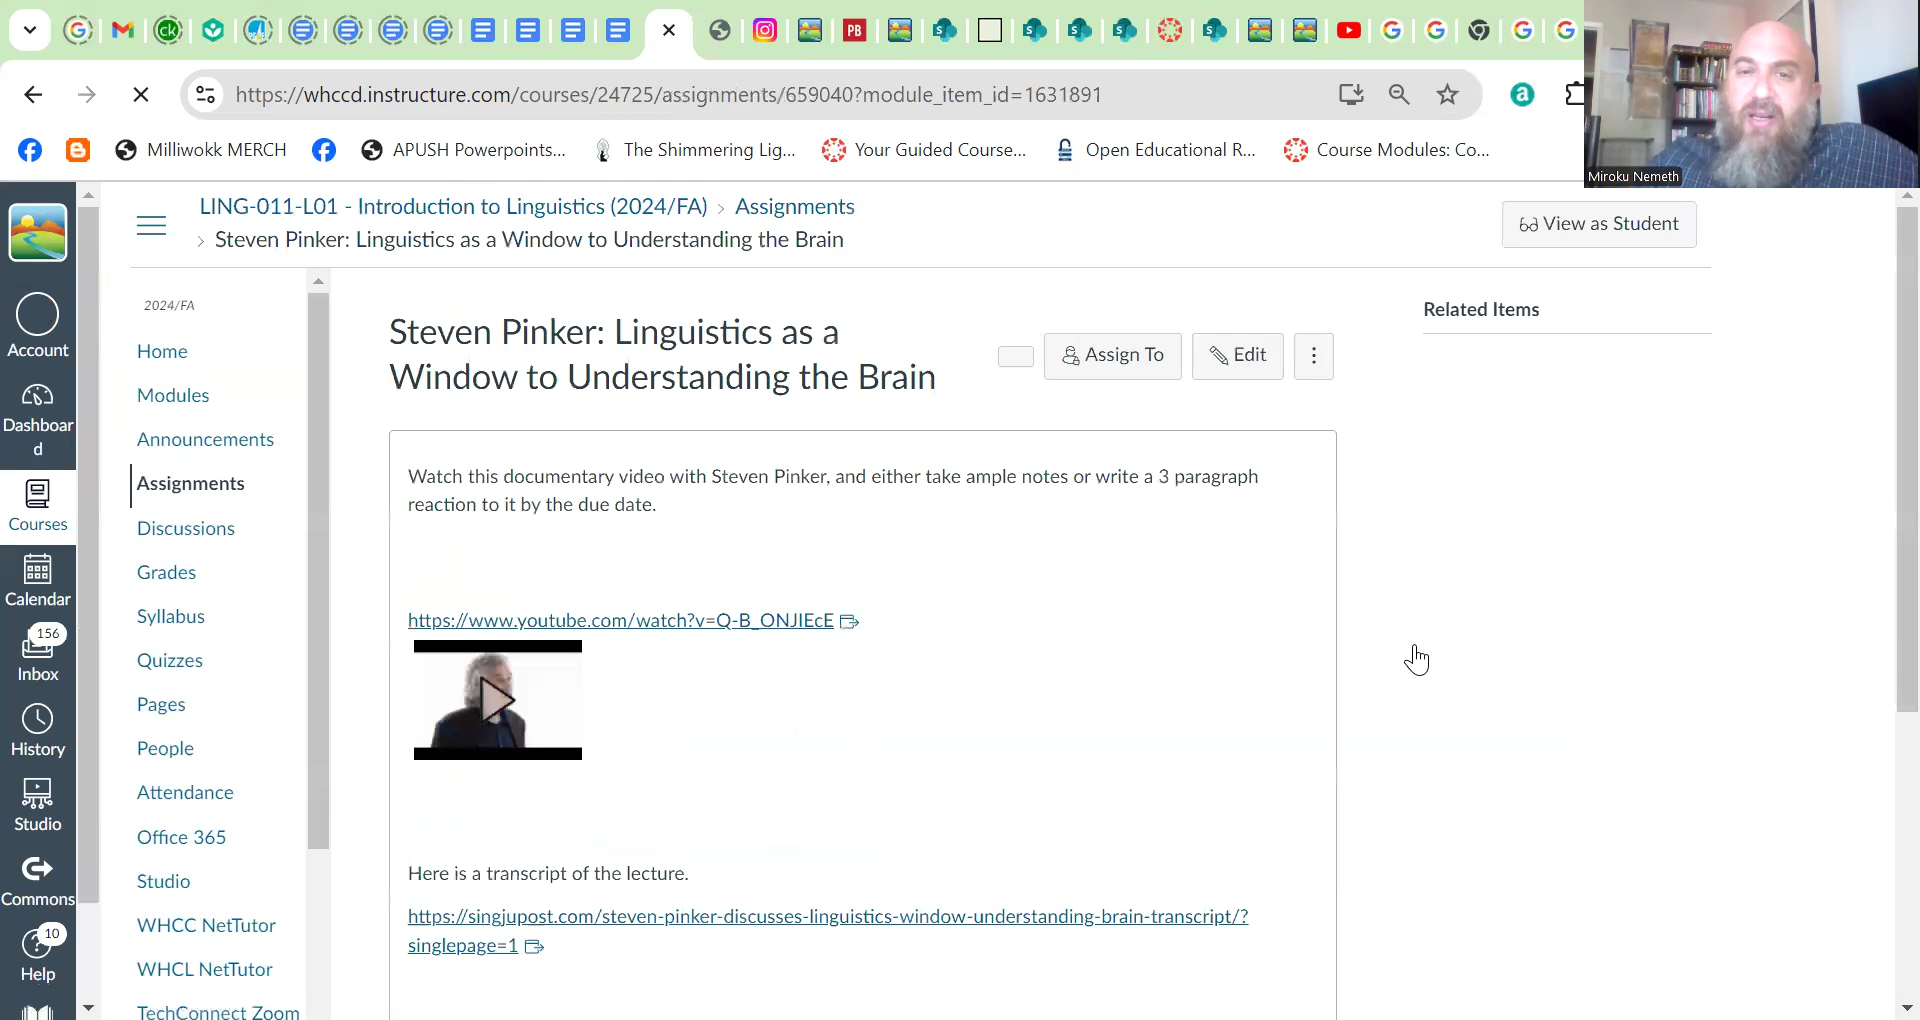 https://whccd.instructure.com/courses/24725/assignments/659040?module_item_id=1631891
Milliwokk MERCH
APUSH Powerpoints...
The Shimmering Lig...
Your Guided Course...
Open Educational R...
Course Modules: Co...
Miroku Nemeth
LING-011-L01 - Introduction to Linguistics (2024/FA) › Assignments
› Steven Pinker: Linguistics as a Window to Understanding the Brain
View as Student
Account
Dashboar
d
Courses
Calendar
156
Inbox
History
Studio
Commons
10
Help
2024/FA
Home
Modules
Announcements
Assignments
Discussions
Grades
Syllabus
Quizzes
Pages
People
Attendance
Office 365
Studio
WHCC NetTutor
WHCL NetTutor
TechConnect Zoom
Steven Pinker: Linguistics as a
Window to Understanding the Brain
Assign To
Edit
Related Items
Watch this documentary video with Steven Pinker, and either take ample notes or write a 3 paragraph
reaction to it by the due date.
https://www.youtube.com/watch?v=Q-B_ONJIEcE
Here is a transcript of the lecture.
https://singjupost.com/steven-pinker-discusses-linguistics-window-understanding-brain-transcript/?
singlepage=1